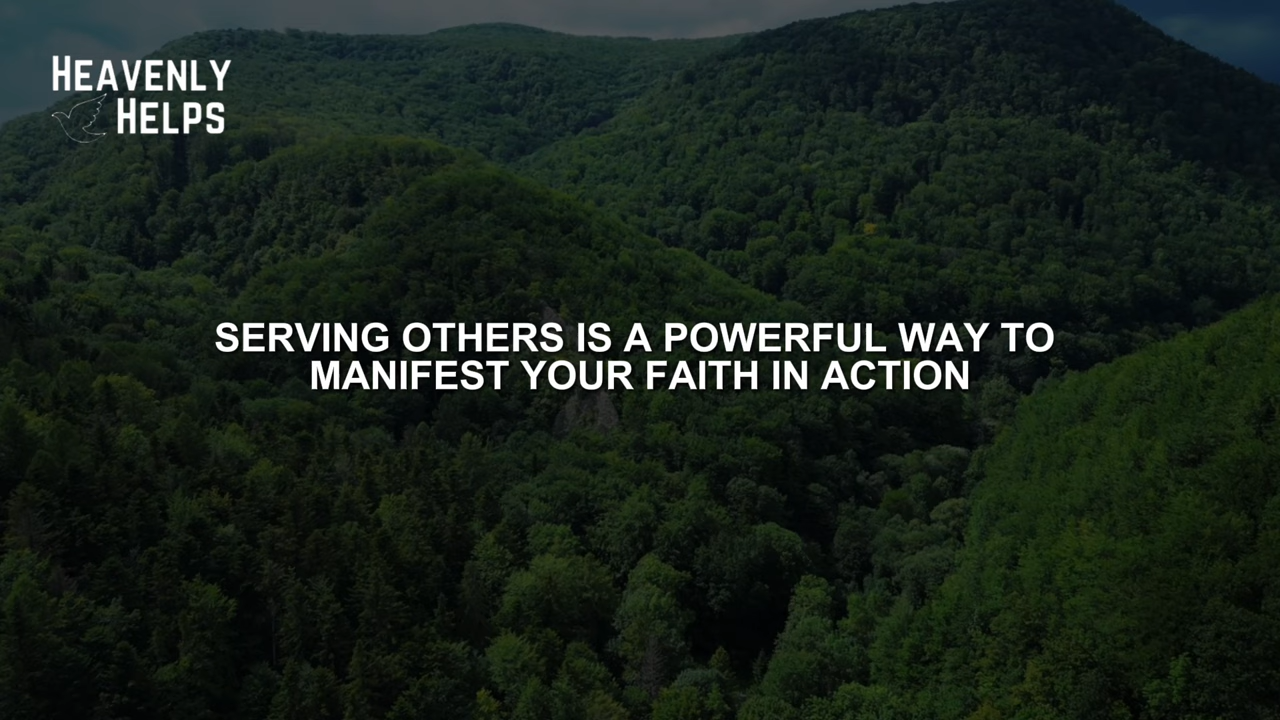 HEAVENLY
HELPS
SERVING OTHERS IS A POWERFUL WAY TO
MANIFEST YOUR FAITH IN ACTION